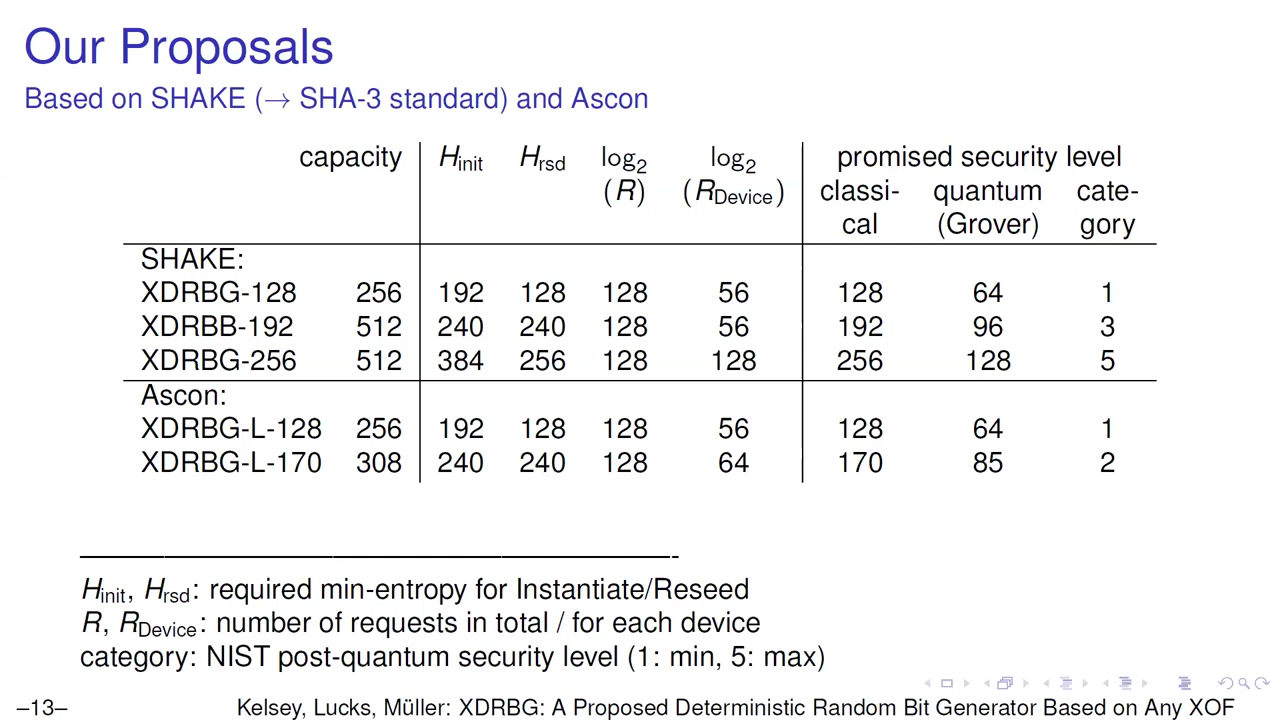 Our Proposals
Based on SHAKE (→ SHA-3 standard) and Ascon
capacity H_init H_rsd log₂ log₂ promised security level
(R) (R_Device) classi- quantum cate-
cal (Grover) gory
SHAKE:
XDRBG-128 256 192 128 128 56 128 64 1
XDRBB-192 512 240 240 128 56 192 96 3
XDRBG-256 512 384 256 128 128 256 128 5
Ascon:
XDRBG-L-128 256 192 128 128 56 128 64 1
XDRBG-L-170 308 240 240 128 64 170 85 2
H_init, H_rsd: required min-entropy for Instantiate/Reseed
R, R_Device: number of requests in total / for each device
category: NIST post-quantum security level (1: min, 5: max)
–13– Kelsey, Lucks, Müller: XDRBG: A Proposed Deterministic Random Bit Generator Based on Any XOF